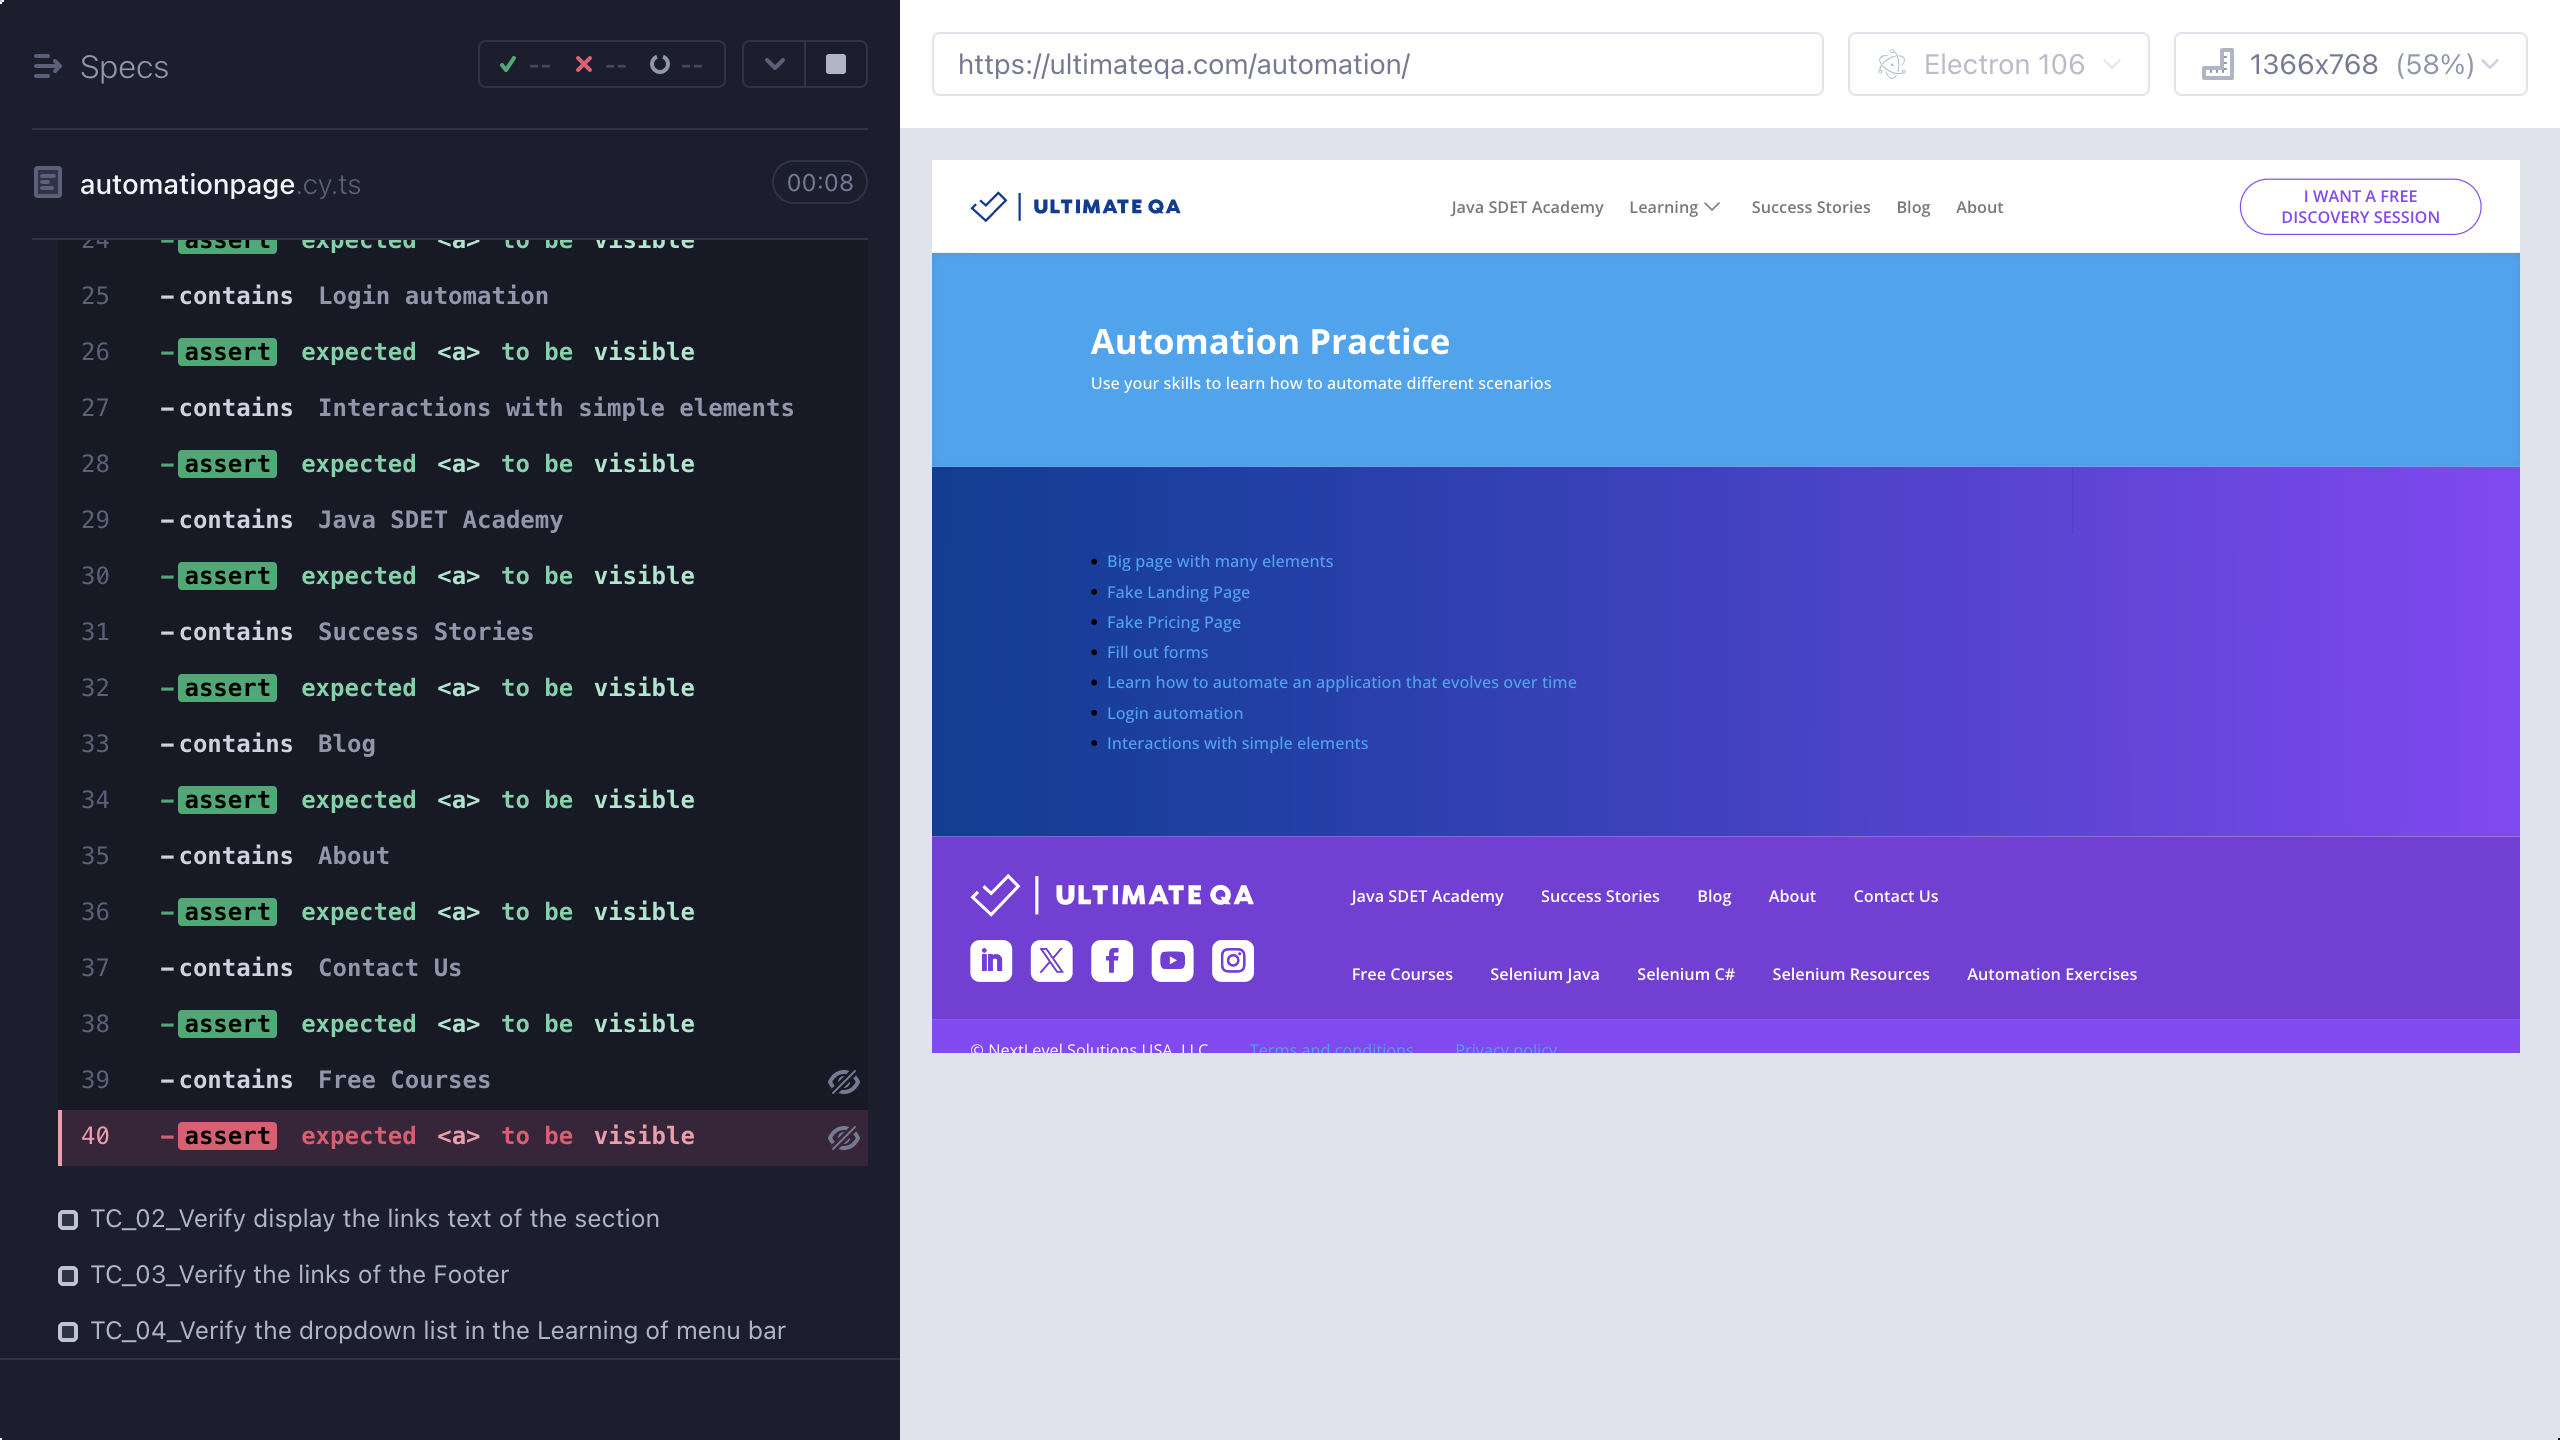 Specs
--
--
--
automationpage.cy.ts
00:08
24 -assert expected <a> to be visible
25 -contains Login automation
26 -assert expected <a> to be visible
27 -contains Interactions with simple elements
28 -assert expected <a> to be visible
29 -contains Java SDET Academy
30 -assert expected <a> to be visible
31 -contains Success Stories
32 -assert expected <a> to be visible
33 -contains Blog
34 -assert expected <a> to be visible
35 -contains About
36 -assert expected <a> to be visible
37 -contains Contact Us
38 -assert expected <a> to be visible
39 -contains Free Courses
40 -assert expected <a> to be visible
TC_02_Verify display the links text of the section
TC_03_Verify the links of the Footer
TC_04_Verify the dropdown list in the Learning of menu bar
https://ultimateqa.com/automation/
Electron 106
1366x768 (58%)
ULTIMATE QA
Java SDET Academy
Learning
Success Stories
Blog
About
I WANT A FREE
DISCOVERY SESSION
Automation Practice
Use your skills to learn how to automate different scenarios
Big page with many elements
Fake Landing Page
Fake Pricing Page
Fill out forms
Learn how to automate an application that evolves over time
Login automation
Interactions with simple elements
ULTIMATE QA
Java SDET Academy
Success Stories
Blog
About
Contact Us
Free Courses
Selenium Java
Selenium C#
Selenium Resources
Automation Exercises
© NextLevel Solutions USA, LLC
Terms and conditions
Privacy policy